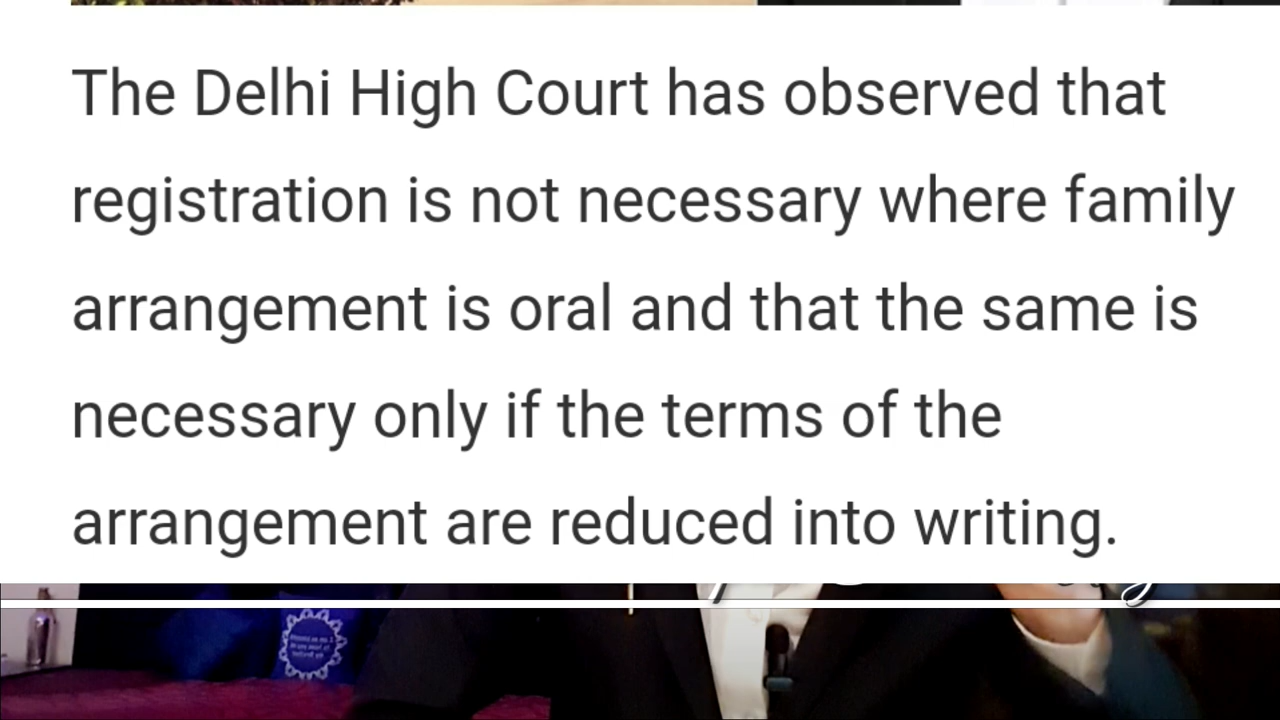 The Delhi High Court has observed that
registration is not necessary where family
arrangement is oral and that the same is
necessary only if the terms of the
arrangement are reduced into writing.